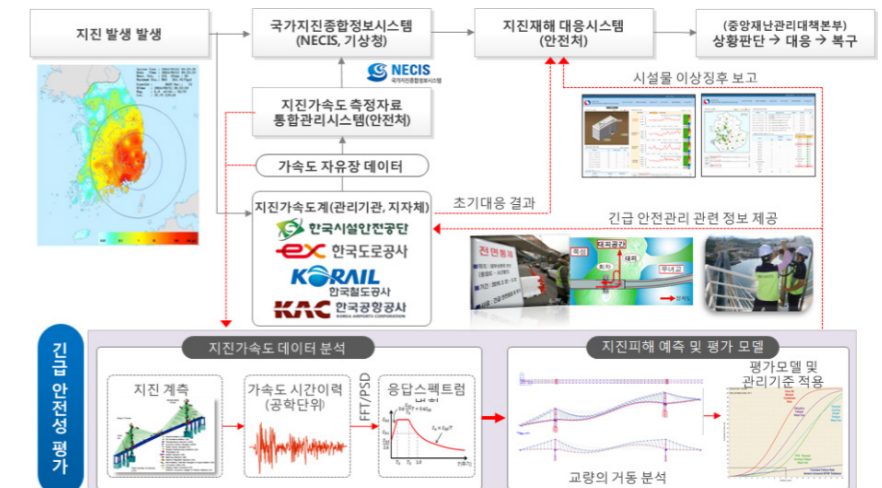 지진 발생 발생
국가지진종합정보시스템
(NECIS, 기상청)
지진재해 대응시스템
(안전처)
(중앙재난관리대책본부)
상황판단 → 대응 → 복구
NECIS
국가지진종합정보시스템
시설물 이상징후 보고
지진가속도 측정자료
통합관리시스템(안전처)
가속도 자유장 데이터
지진가속도계(관리기관, 지자체)
한국시설안전공단
ex 한국도로공사
KORAIL
한국철도공사
KAC 한국공항공사
KOREA AIRPORTS CORPORATION
초기대응 결과
긴급 안전관리 관련 정보 제공
전면통제
대피공간
긴급 안전성 평가
지진가속도 데이터 분석
지진 계측
가속도 시간이력
(공학단위)
FFT/PSD
응답스펙트럼
지진피해 예측 및 평가 모델
교량의 거동 분석
평가모델 및
관리기준 적용